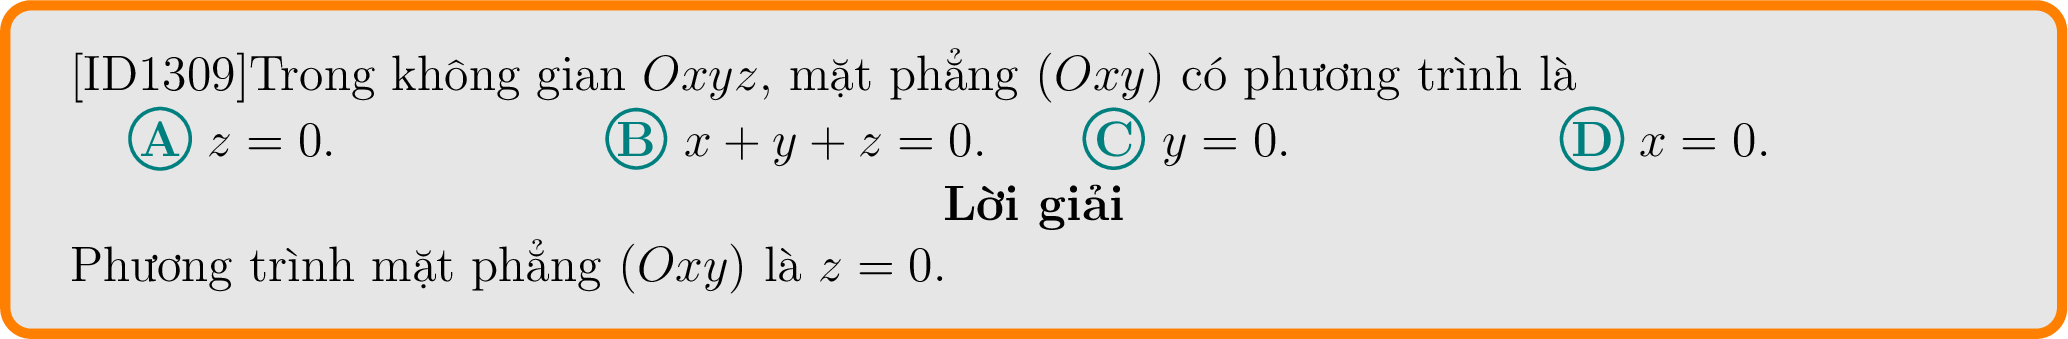 [ID1309]Trong không gian Oxyz, mặt phẳng (Oxy) có phương trình là
A z = 0. B x + y + z = 0. C y = 0. D x = 0.
Lời giải
Phương trình mặt phẳng (Oxy) là z = 0.